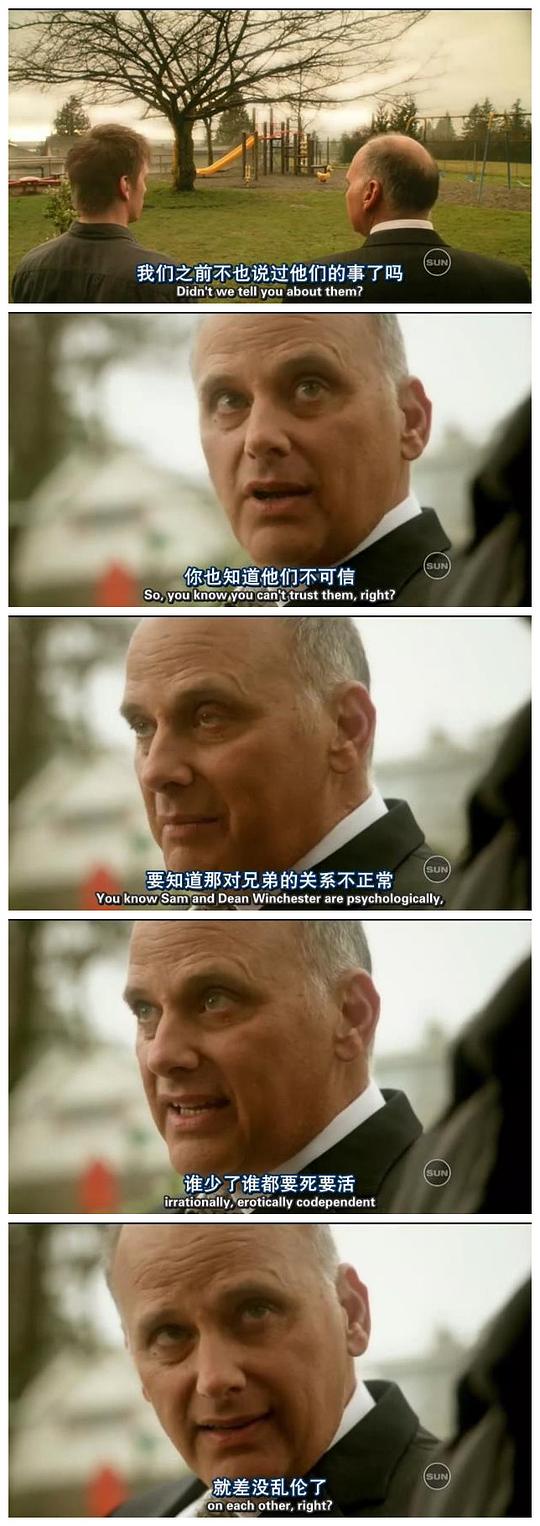 我们之前不也说过他们的事了吗
SUN
Didn't we tell you about them?
你也知道他们不可信
SUN
So, you know you can't trust them, right?
要知道那对兄弟的关系不正常
SUN
You know Sam and Dean Winchester are psychologically,
谁少了谁都要死要活
SUN
irrationally, erotically codependent
就差没乱伦了
SUN
on each other, right?